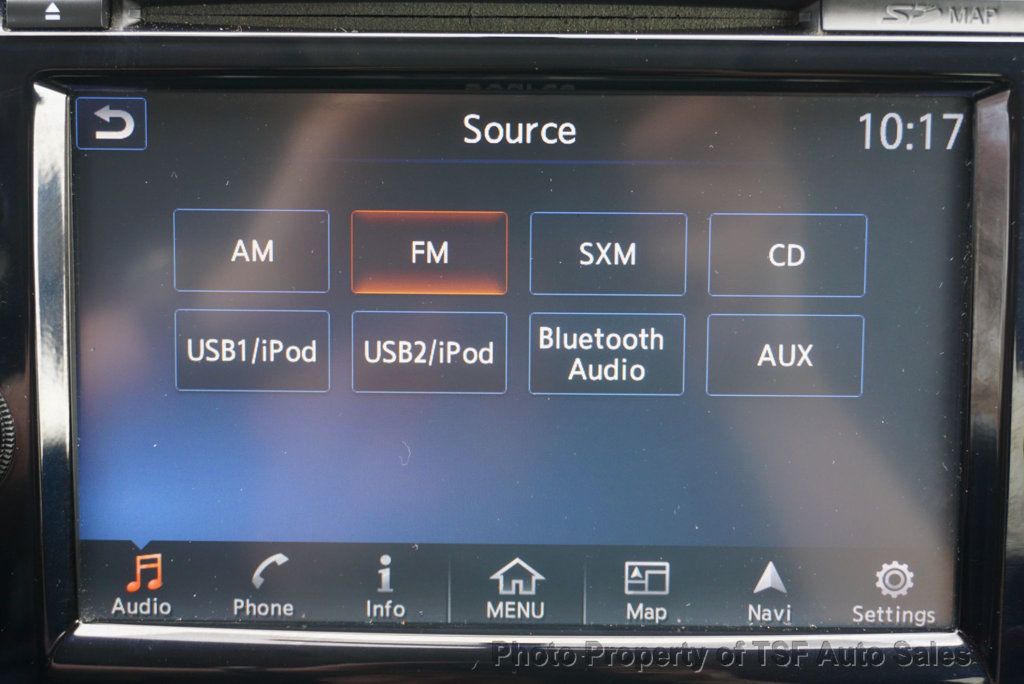 SD MAP
Source
10:17
AM
FM
SXM
CD
USB1/iPod
USB2/iPod
Bluetooth
Audio
AUX
Audio
Phone
Info
MENU
Map
Navi
Settings
Photo Property of TSF Auto Sales